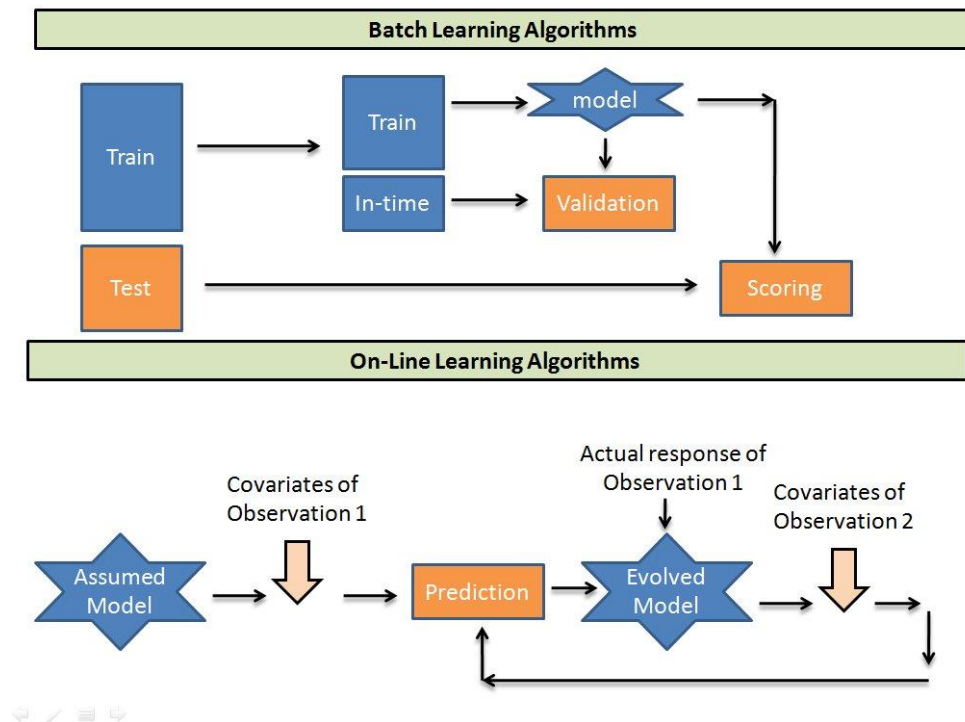 Batch Learning Algorithms
Train
Train
model
In-time
Validation
Test
Scoring
On-Line Learning Algorithms
Actual response of
Observation 1
Covariates of
Observation 1
Covariates of
Observation 2
Assumed
Model
Prediction
Evolved
Model